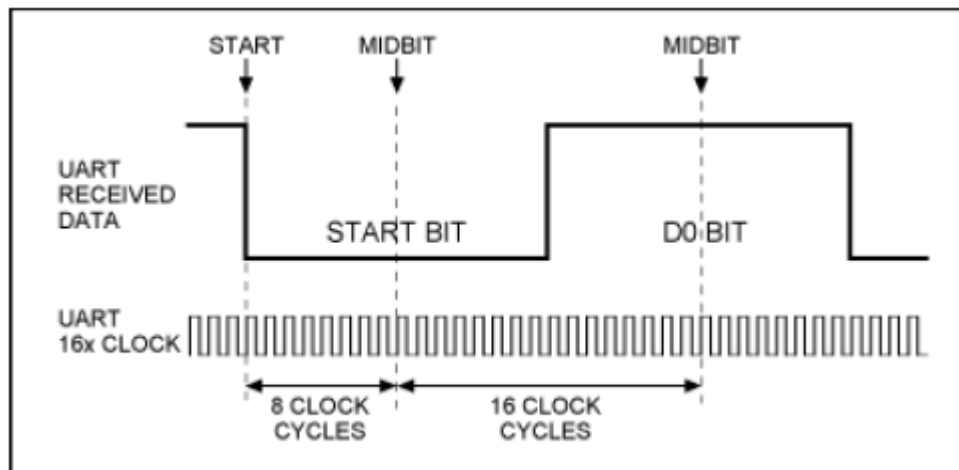 START MIDBIT MIDBIT
UART
RECEIVED
DATA
START BIT D0 BIT
UART
16x CLOCK
8 CLOCK
CYCLES
16 CLOCK
CYCLES